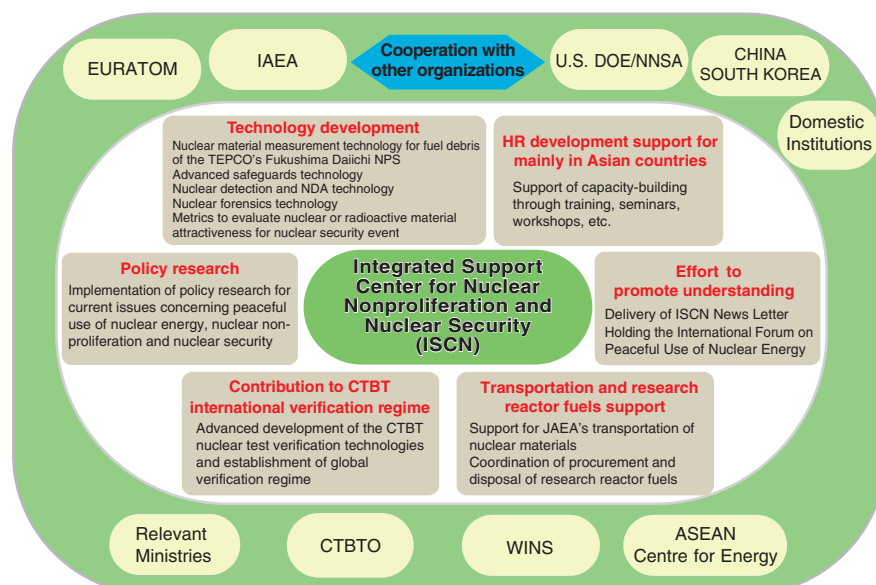 EURATOM
IAEA
Cooperation with
other organizations
U.S. DOE/NNSA
CHINA
SOUTH KOREA
Domestic
Institutions
Technology development
Nuclear material measurement technology for fuel debris
of the TEPCO's Fukushima Daiichi NPS
Advanced safeguards technology
Nuclear detection and NDA technology
Nuclear forensics technology
Metrics to evaluate nuclear or radioactive material
attractiveness for nuclear security event
HR development support for
mainly in Asian countries
Support of capacity-building
through training, seminars,
workshops, etc.
Policy research
Implementation of policy research for
current issues concerning peaceful
use of nuclear energy, nuclear non-
proliferation and nuclear security
Integrated Support
Center for Nuclear
Nonproliferation and
Nuclear Security
(ISCN)
Effort to
promote understanding
Delivery of ISCN News Letter
Holding the International Forum on
Peaceful Use of Nuclear Energy
Contribution to CTBT
international verification regime
Advanced development of the CTBT
nuclear test verification technologies
and establishment of global
verification regime
Transportation and research
reactor fuels support
Support for JAEA's transportation of
nuclear materials
Coordination of procurement and
disposal of research reactor fuels
Relevant
Ministries
CTBTO
WINS
ASEAN
Centre for Energy